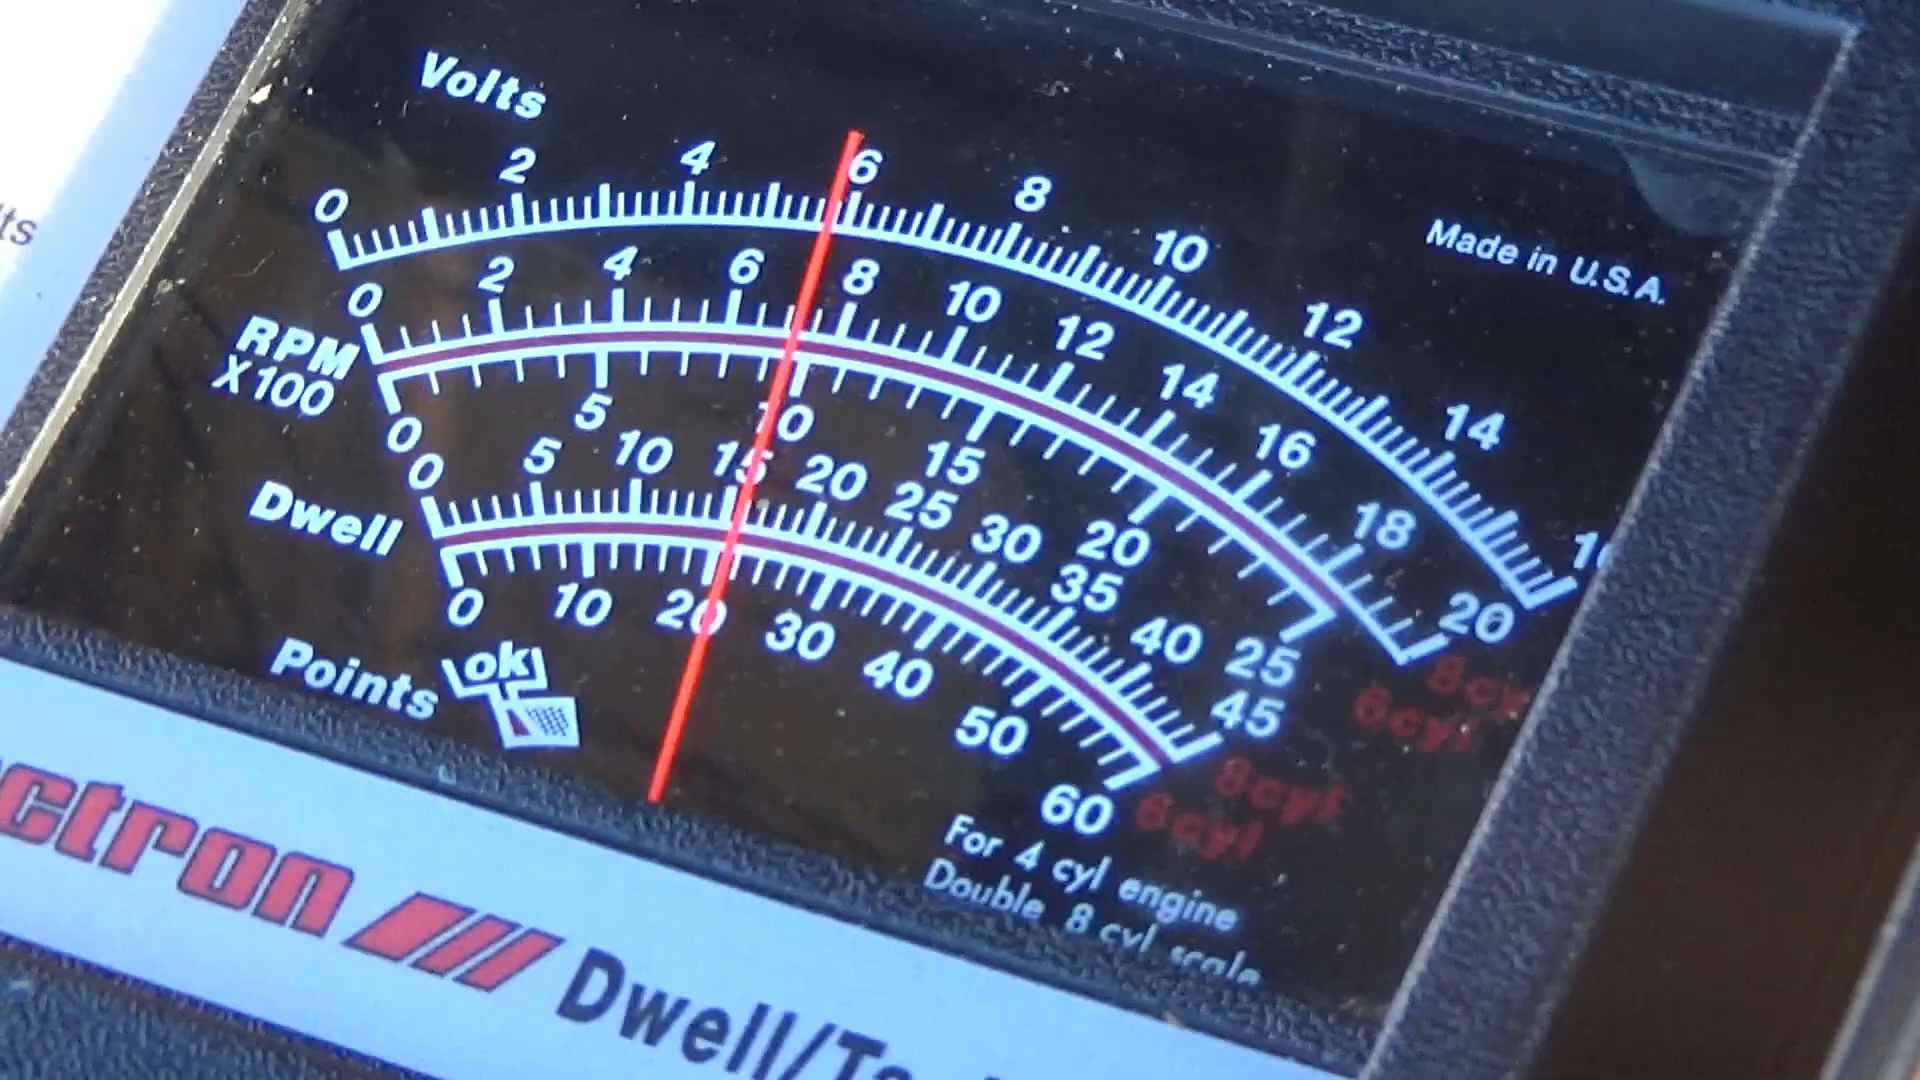 lts
Volts
0 2 4 6 8 10 12 14
Made in U.S.A.
0 2 4 6 8 10 12 14 16 18 20
RPM
X100
8cy
0 5 10 15 20 25
6cyl
0 5 10 15 20 25 30 35 40 45
Dwell
8cyl
0 10 20 30 40 50 60
6cyl
Points
ok
For 4 cyl engine
Double 8 cyl scale
ctron
Dwell/Ta